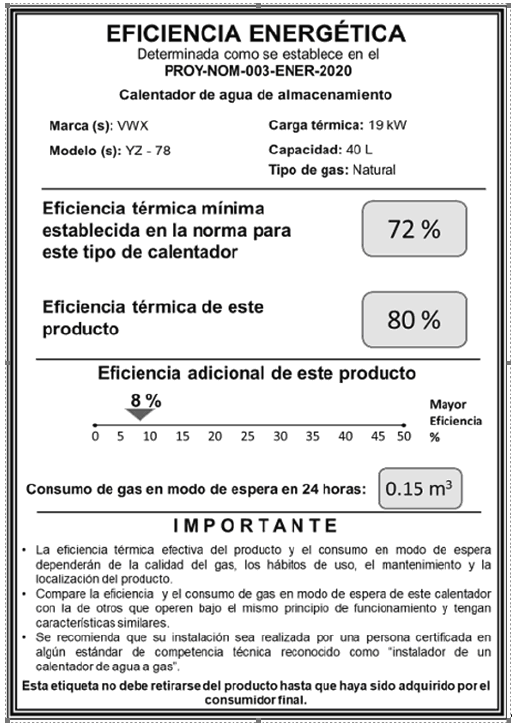 EFICIENCIA ENERGÉTICA
Determinada como se establece en el
PROY-NOM-003-ENER-2020
Calentador de agua de almacenamiento
Marca (s): VWX
Carga térmica: 19 kW
Modelo (s): YZ - 78
Capacidad: 40 L
Tipo de gas: Natural
Eficiencia térmica mínima
establecida en la norma para
este tipo de calentador
72 %
Eficiencia térmica de este
producto
80 %
Eficiencia adicional de este producto
8 %
0 5 10 15 20 25 30 35 40 45 50
Mayor
Eficiencia
%
Consumo de gas en modo de espera en 24 horas: 0.15 m³
IMPORTANTE
• La eficiencia térmica efectiva del producto y el consumo en modo de espera
dependerán de la calidad del gas, los hábitos de uso, el mantenimiento y la
localización del producto.
• Compare la eficiencia y el consumo de gas en modo de espera de este calentador
con la de otros que operen bajo el mismo principio de funcionamiento y tengan
características similares.
• Se recomienda que su instalación sea realizada por una persona certificada en
algún estándar de competencia técnica reconocido como “instalador de un
calentador de agua a gas”.
Esta etiqueta no debe retirarse del producto hasta que haya sido adquirido por el
consumidor final.